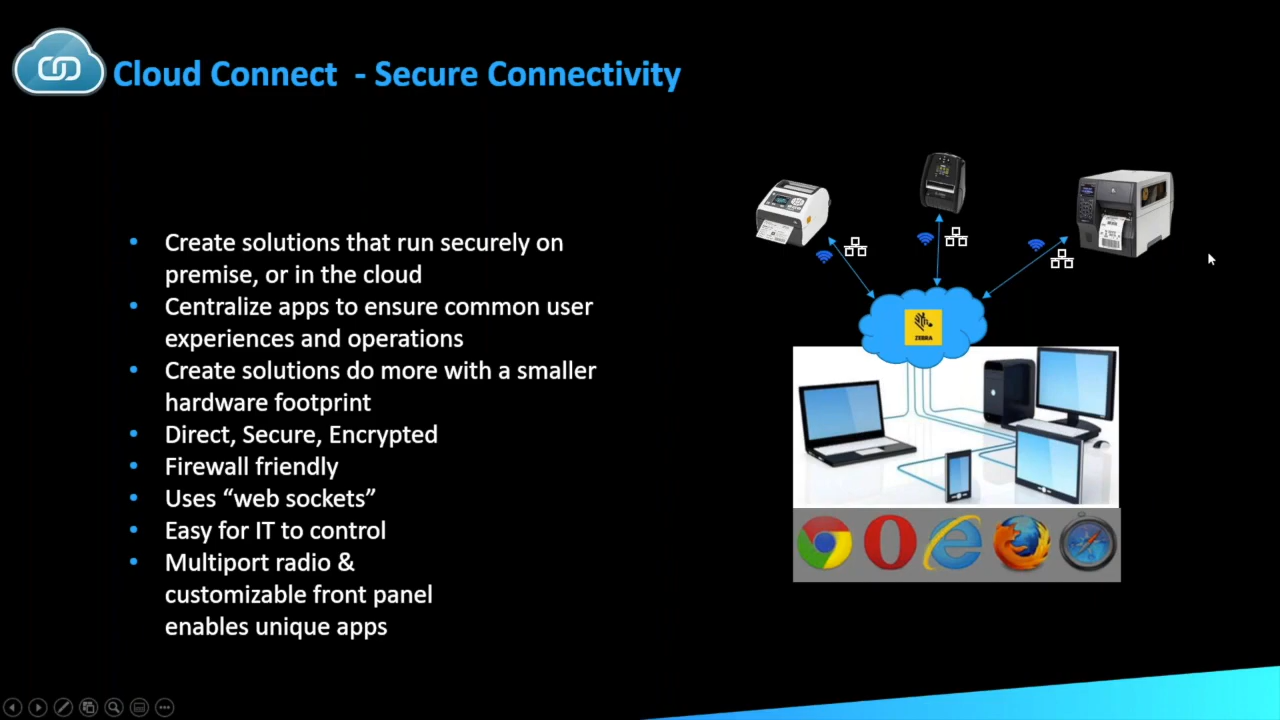 Cloud Connect - Secure Connectivity
• Create solutions that run securely on
premise, or in the cloud
• Centralize apps to ensure common user
experiences and operations
• Create solutions do more with a smaller
hardware footprint
• Direct, Secure, Encrypted
• Firewall friendly
• Uses “web sockets”
• Easy for IT to control
• Multiport radio &
customizable front panel
enables unique apps
ZEBRA